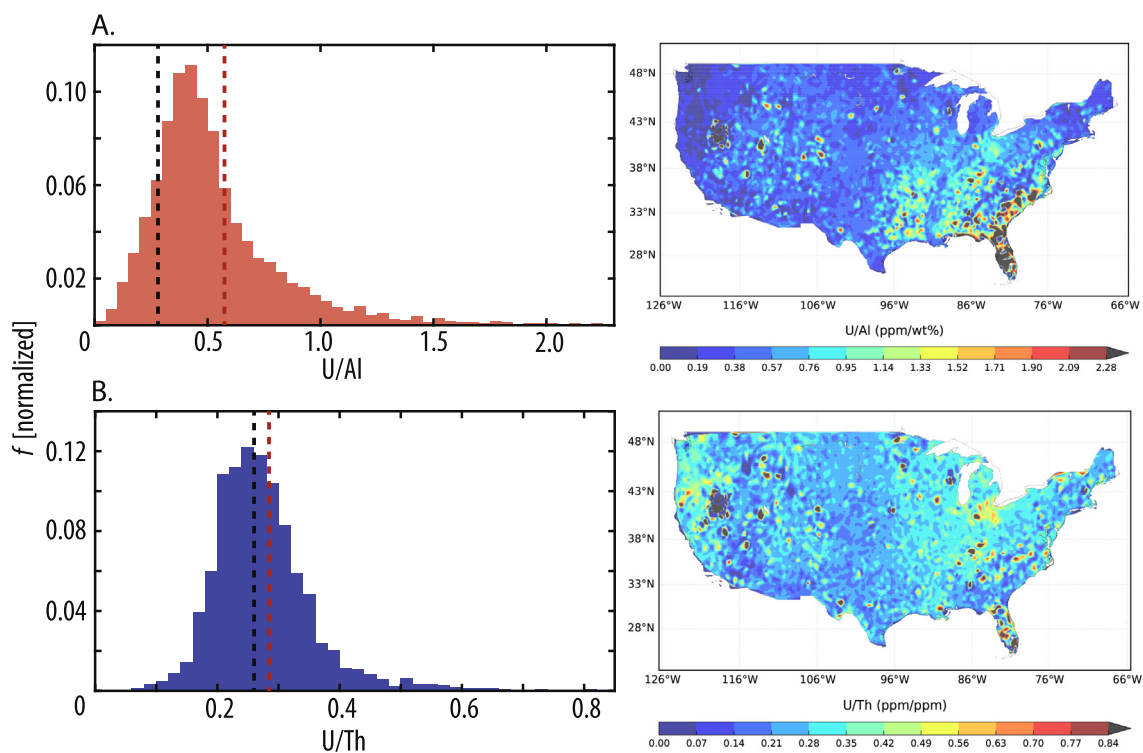 A.
0.10
0.06
0.02
0 0.5 1.0 1.5 2.0
U/Al
48°N
43°N
38°N
33°N
28°N
126°W 116°W 106°W 96°W 86°W 76°W 66°W
U/Al (ppm/wt%)
0.00 0.19 0.38 0.57 0.76 0.95 1.14 1.33 1.52 1.71 1.90 2.09 2.28
f [normalized]
B.
0.12
0.08
0.04
0 0.2 0.4 0.6 0.8
U/Th
48°N
43°N
38°N
33°N
28°N
126°W 116°W 106°W 96°W 86°W 76°W 66°W
U/Th (ppm/ppm)
0.00 0.07 0.14 0.21 0.28 0.35 0.42 0.49 0.56 0.63 0.70 77 0.84